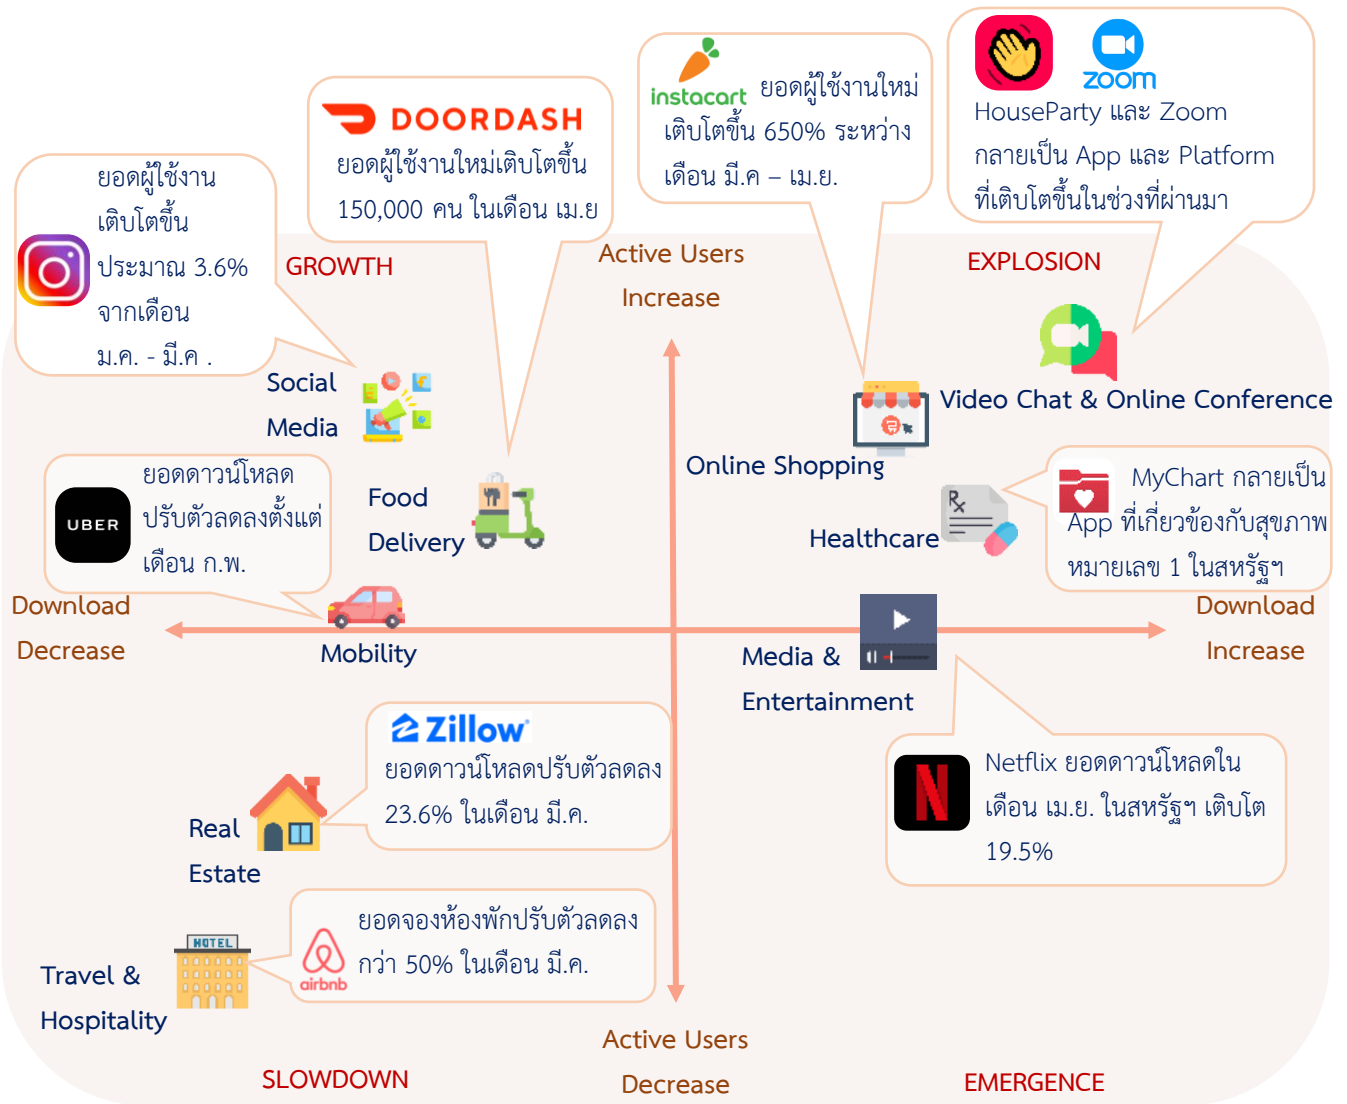 ZOOM
HouseParty และ Zoom
กลายเป็น App และ Platform
ที่เติบโตขึ้นในช่วงที่ผ่านมา
instacart ยอดผู้ใช้งานใหม่
เติบโตขึ้น 650% ระหว่าง
เดือน มี.ค – เม.ย.
DOORDASH
ยอดผู้ใช้งานใหม่เติบโตขึ้น
150,000 คน ในเดือน เม.ย
ยอดผู้ใช้งาน
เติบโตขึ้น
ประมาณ 3.6%
จากเดือน
ม.ค. - มี.ค .
GROWTH
Active Users
Increase
EXPLOSION
Social
Media
Video Chat & Online Conference
Online Shopping
UBER
ยอดดาวน์โหลด
ปรับตัวลดลงตั้งแต่
เดือน ก.พ.
Food
Delivery
Healthcare
Rx
MyChart กลายเป็น
App ที่เกี่ยวข้องกับสุขภาพ
หมายเลข 1 ในสหรัฐฯ
Download
Decrease
Download
Increase
Mobility
Media &
Entertainment
Zillow
ยอดดาวน์โหลดปรับตัวลดลง
23.6% ในเดือน มี.ค.
Real
Estate
N
Netflix ยอดดาวน์โหลดใน
เดือน เม.ย. ในสหรัฐฯ เติบโต
19.5%
HOTEL
Travel &
Hospitality
airbnb
ยอดจองห้องพักปรับตัวลดลง
กว่า 50% ในเดือน มี.ค.
Active Users
Decrease
SLOWDOWN
EMERGENCE